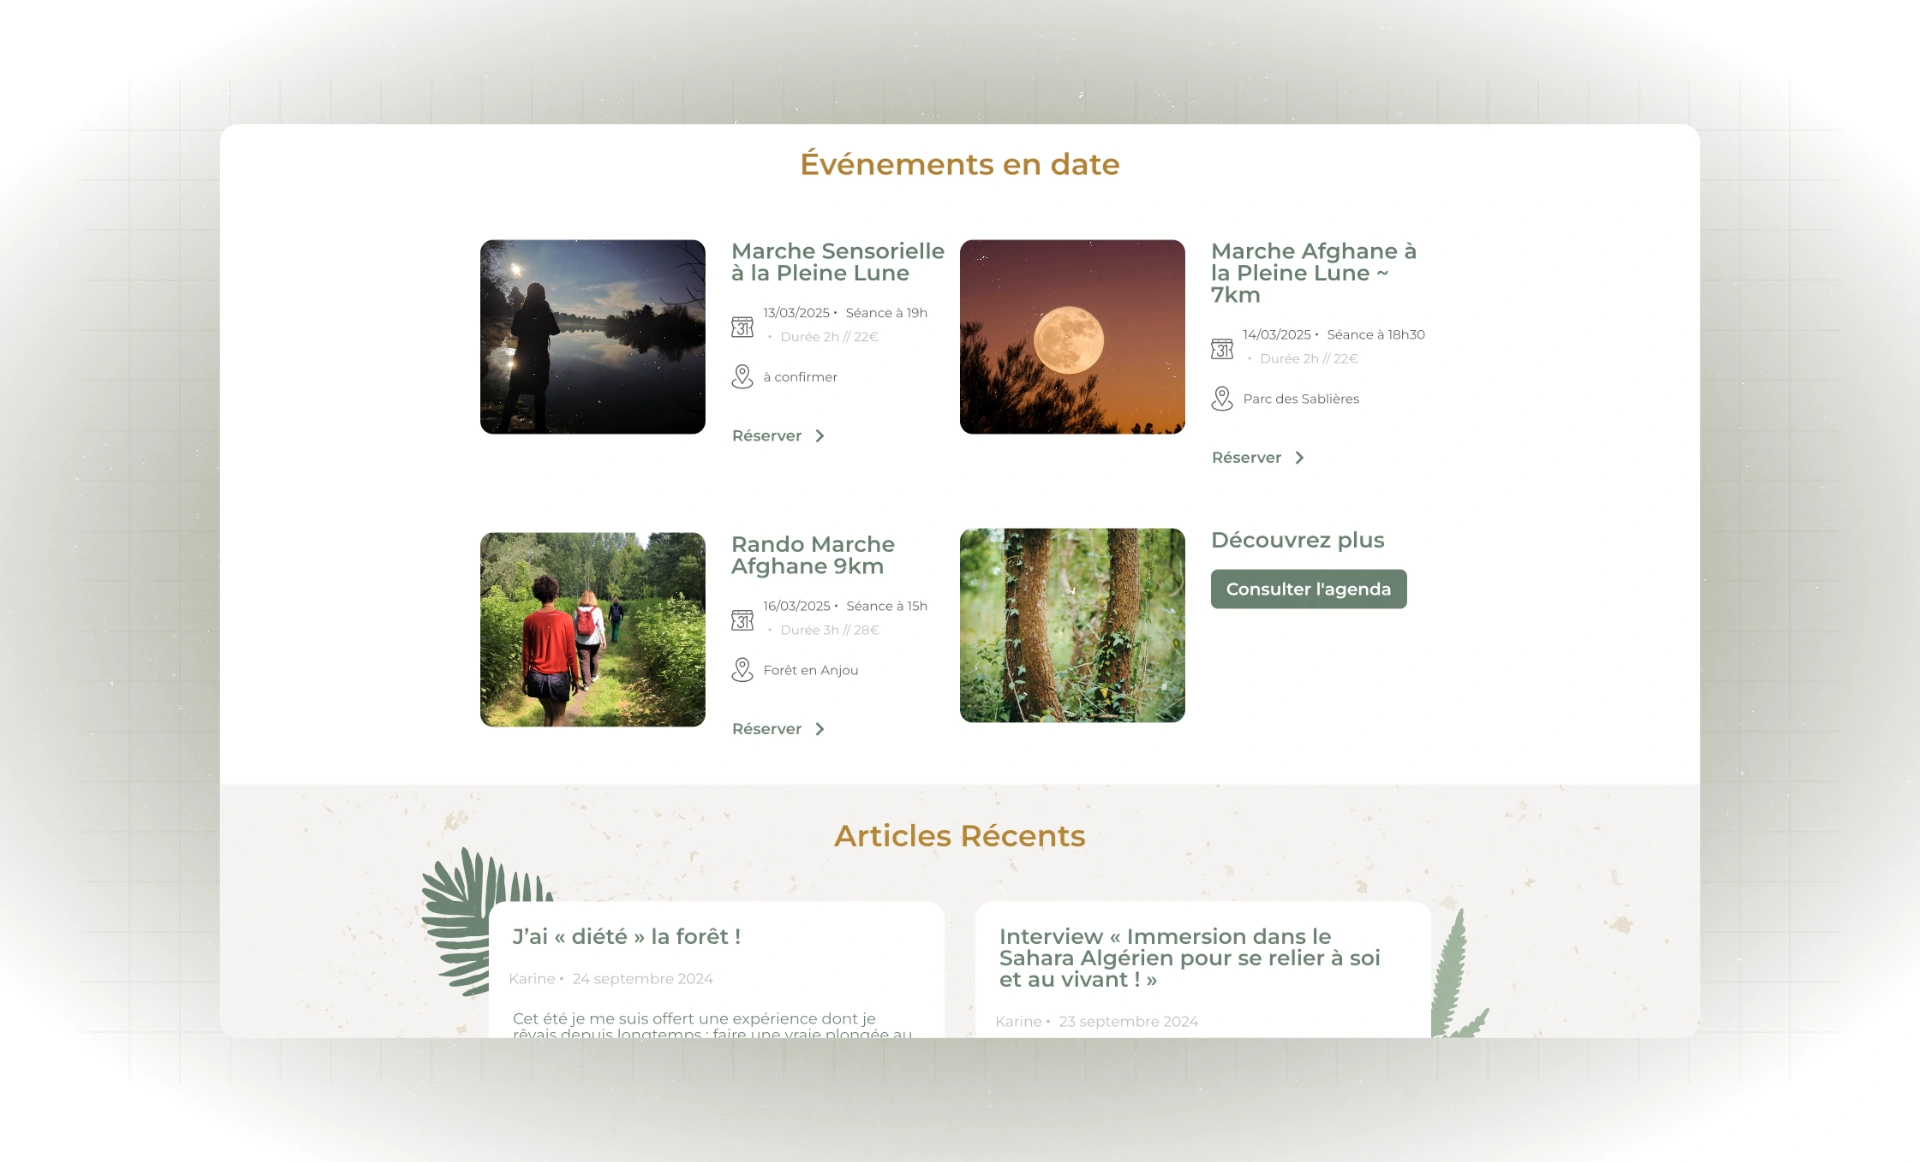 Événements en date
Marche Sensorielle
à la Pleine Lune
31
13/03/2025 • Séance à 19h
• Durée 2h // 22€
à confirmer
Réserver
Marche Afghane à
la Pleine Lune ~
7km
31
14/03/2025 • Séance à 18h30
• Durée 2h // 22€
Parc des Sablières
Réserver
Rando Marche
Afghane 9km
31
16/03/2025 • Séance à 15h
• Durée 3h // 28€
Forêt en Anjou
Réserver
Découvrez plus
Consulter l'agenda
Articles Récents
J’ai « diété » la forêt !
Karine • 24 septembre 2024
Cet été je me suis offert une expérience dont je
rêvais depuis longtemps : faire une vraie plongée au
Interview « Immersion dans le
Sahara Algérien pour se relier à soi
et au vivant ! »
Karine • 23 septembre 2024